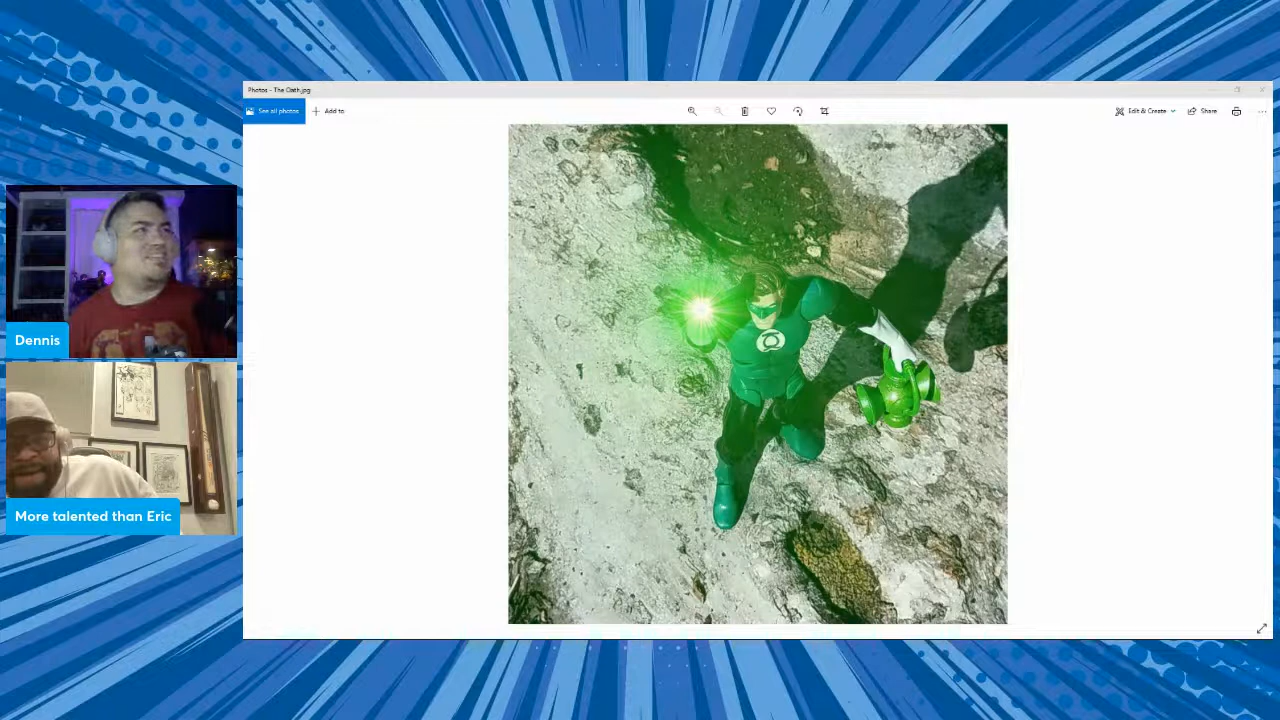 Photos - The Oath.jpg
See all photos
Add to
Edit & Create
Share
Dennis
More talented than Eric